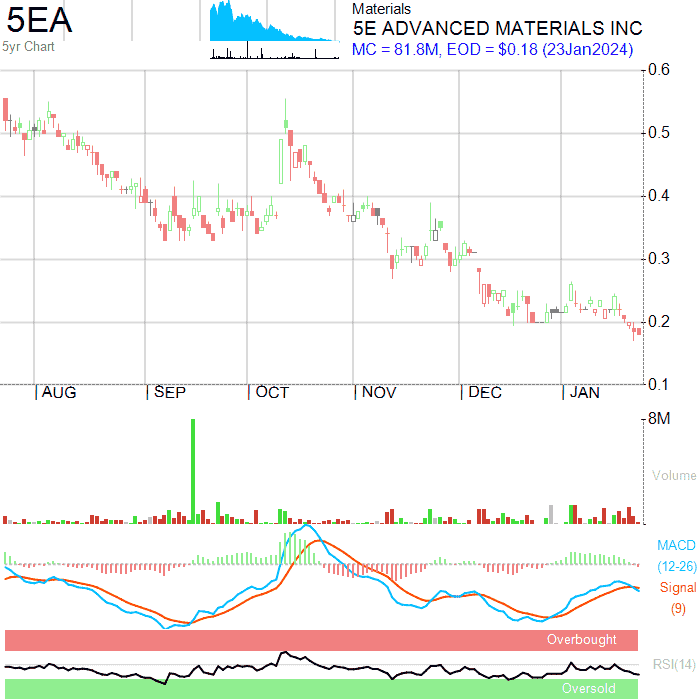 5EA
5yr Chart
Materials
5E ADVANCED MATERIALS INC
MC = 81.8M, EOD = $0.18 (23Jan2024)
0.6
0.5
0.4
0.3
0.2
0.1
AUG SEP OCT NOV DEC JAN
8M
Volume
MACD
(12-26)
Signal
(9)
Overbought
RSI(14)
Oversold